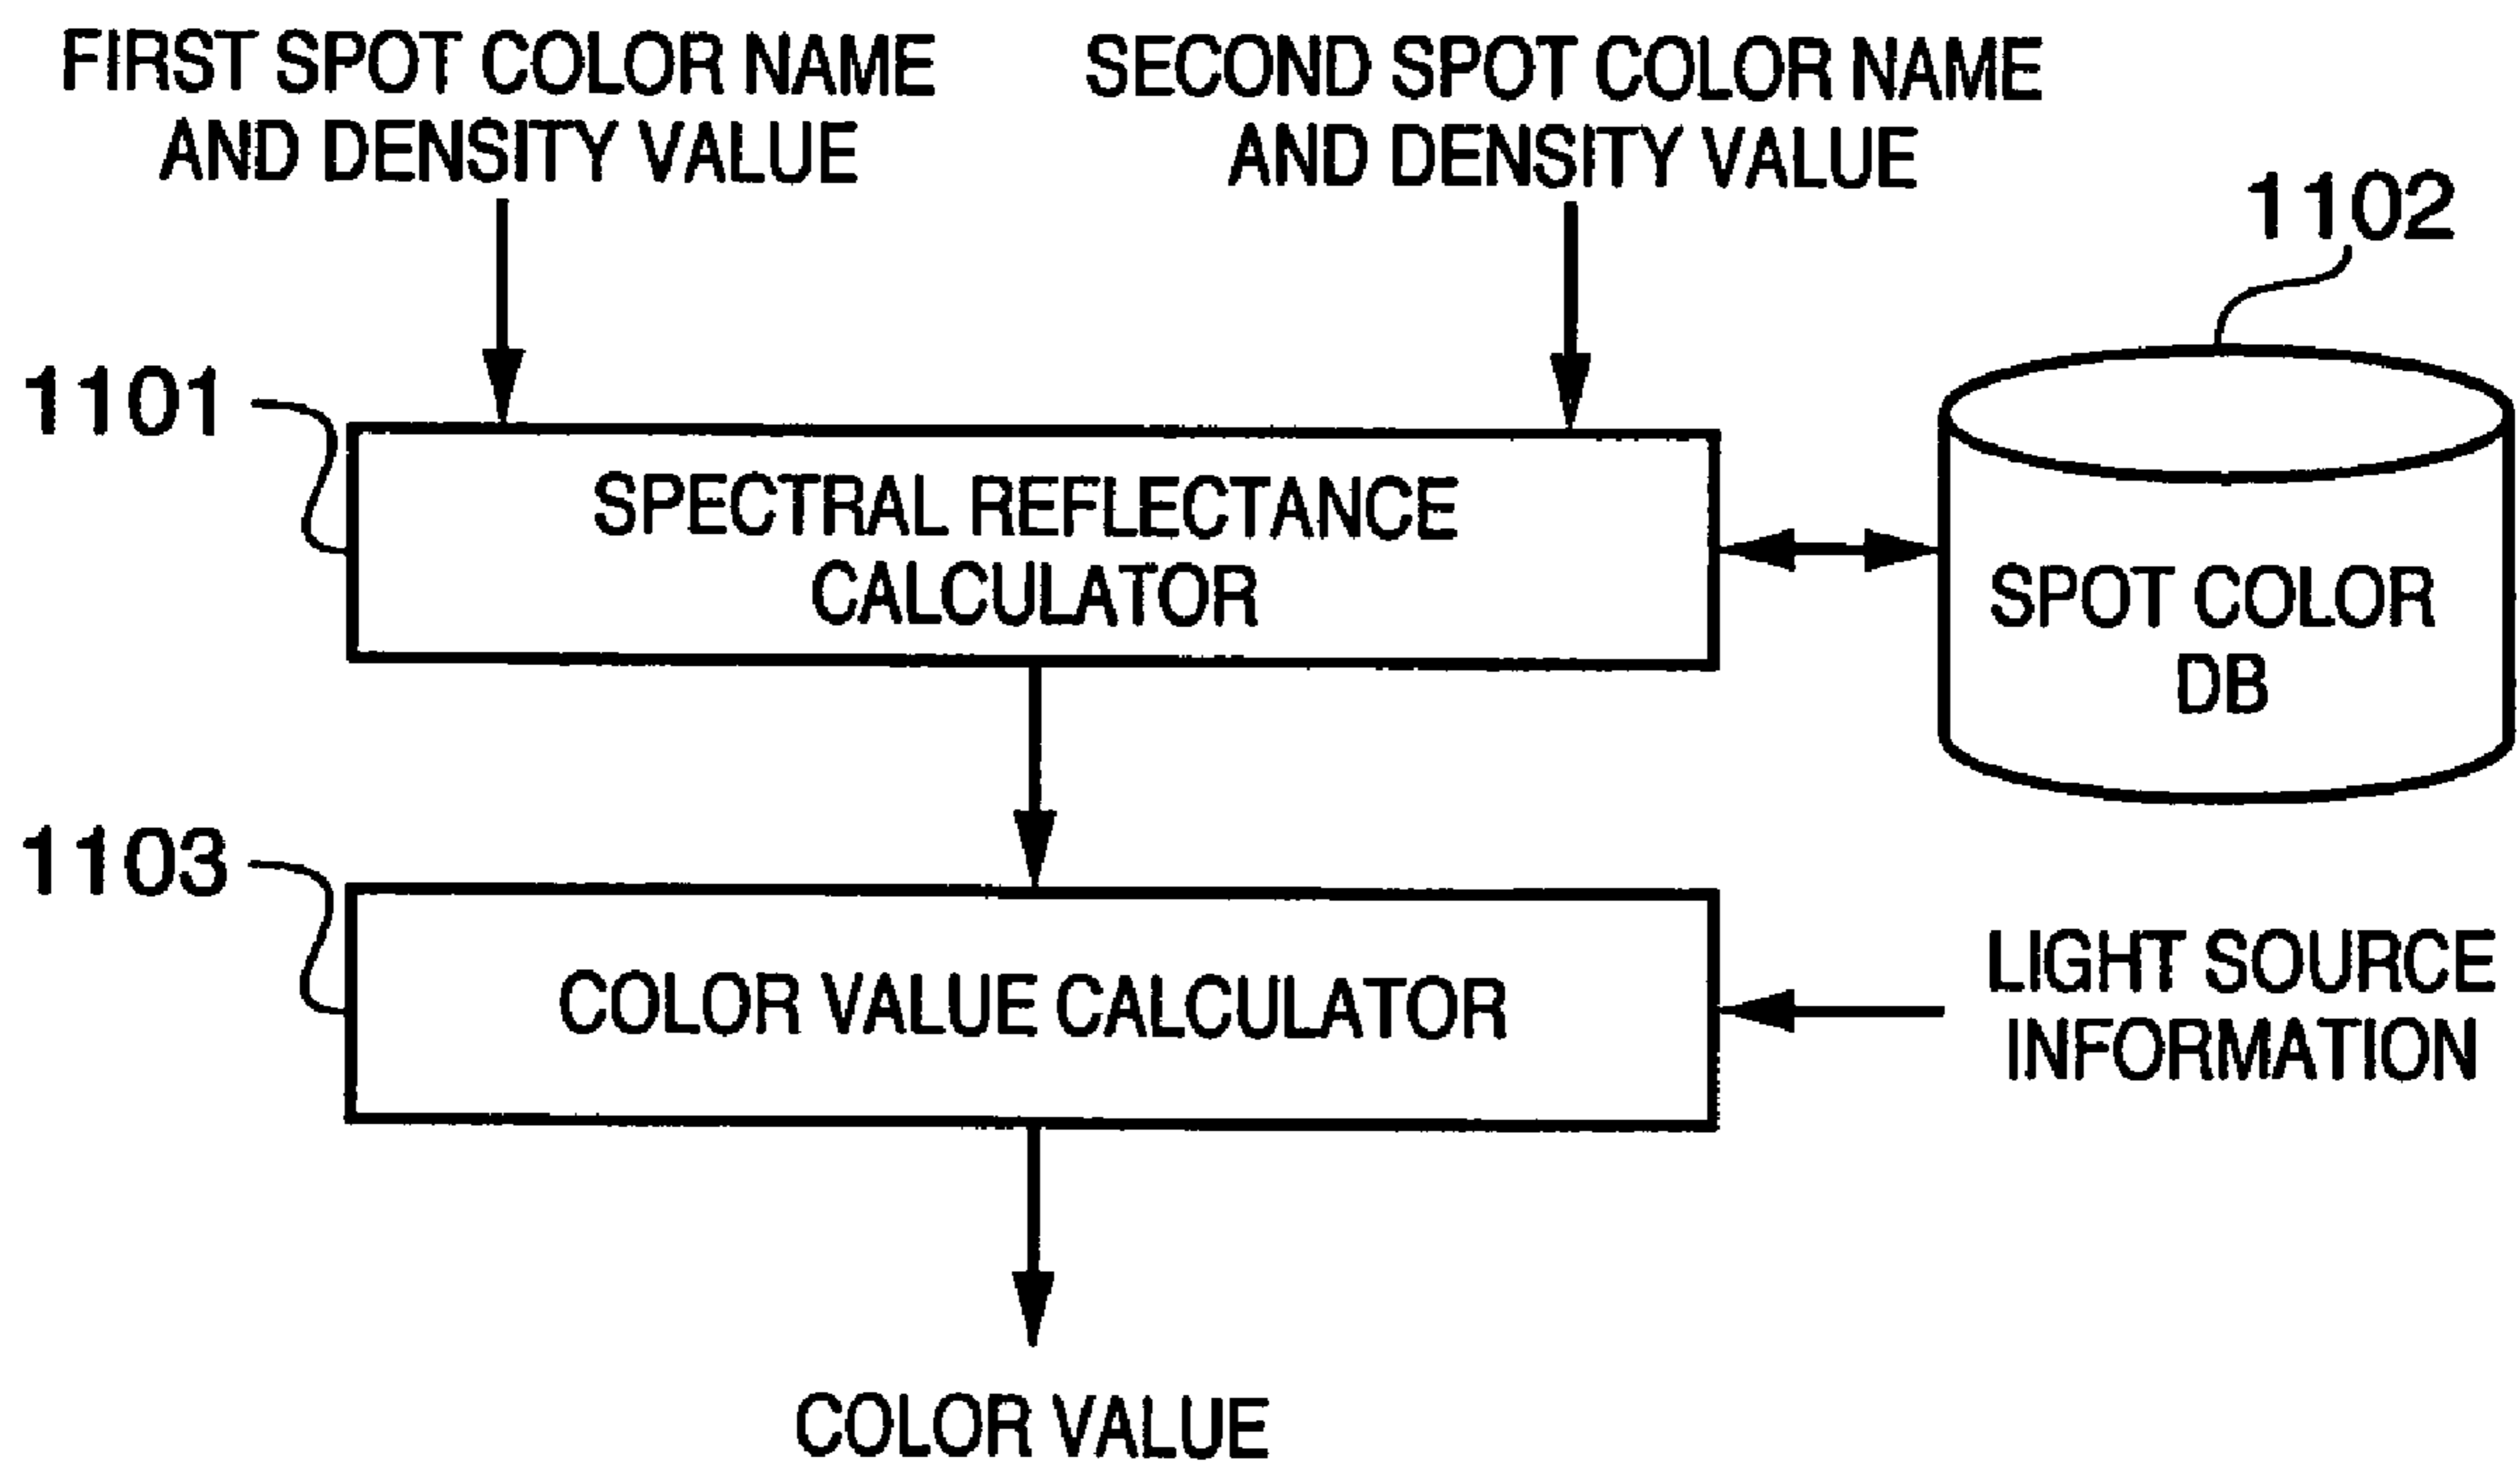 FIRST SPOT COLOR NAME
AND DENSITY VALUE
SECOND SPOT COLOR NAME
AND DENSITY VALUE
1102
1101
SPECTRAL REFLECTANCE
CALCULATOR
SPOT COLOR
DB
1103
COLOR VALUE CALCULATOR
LIGHT SOURCE
INFORMATION
COLOR VALUE